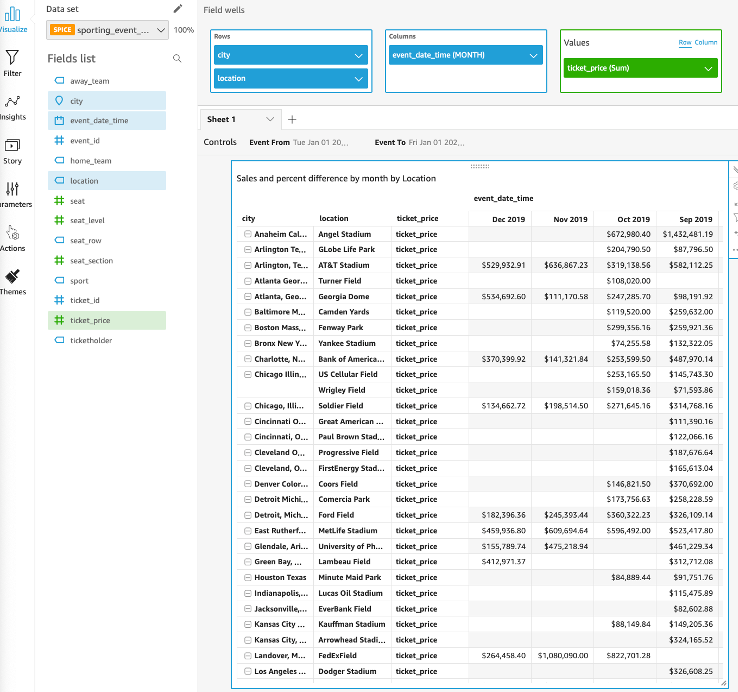 Data set
SPICE sporting_event_... 100%
Fields list
away_team
city
event_date_time
event_id
home_team
location
seat
seat_level
seat_row
seat_section
sport
ticket_id
ticket_price
ticketholder
Visualize
Filter
Insights
Story
Parameters
Actions
Themes
Field wells
Rows
city
location
Columns
event_date_time (MONTH)
Values Row Column
ticket_price (Sum)
Sheet 1
Controls Event From Tue Jan 01 20... Event To Fri Jan 01 202...
Sales and percent difference by month by Location
event_date_time
city location ticket_price Dec 2019 Nov 2019 Oct 2019 Sep 2019
Anaheim Cal... Angel Stadium ticket_price $672,980.40 $1,432,481.19
Arlington Te... GLobe Life Park ticket_price $204,790.50 $87,796.50
Arlington, Te... AT&T Stadium ticket_price $529,932.91 $636,867.23 $319,138.56 $582,112.25
Atlanta Geor... Turner Field ticket_price $108,020.00
Atlanta, Geo... Georgia Dome ticket_price $534,692.60 $111,170.58 $247,285.70 $98,191.92
Baltimore M... Camden Yards ticket_price $119,520.00 $259,632.00
Boston Mass... Fenway Park ticket_price $299,356.16 $259,921.36
Bronx New Y... Yankee Stadium ticket_price $74,255.58 $132,322.05
Charlotte, N... Bank of America... ticket_price $370,399.92 $141,321.84 $253,599.50 $487,970.14
Chicago Illin... US Cellular Field ticket_price $253,165.50 $145,743.30
Wrigley Field ticket_price $159,018.36 $71,593.86
Chicago, Illi... Soldier Field ticket_price $134,662.72 $198,514.50 $271,645.16 $314,768.16
Cincinnati O... Great American ... ticket_price $111,390.16
Cincinnati, O... Paul Brown Stad... ticket_price $122,066.16
Cleveland O... Progressive Field ticket_price $187,676.64
Cleveland, O... FirstEnergy Stad... ticket_price $165,613.04
Denver Color... Coors Field ticket_price $146,821.50 $370,692.00
Detroit Michi... Comercia Park ticket_price $173,756.63 $258,228.59
Detroit, Mich... Ford Field ticket_price $182,396.36 $245,393.44 $360,322.23 $326,109.14
East Rutherf... MetLife Stadium ticket_price $459,936.80 $609,694.64 $596,492.00 $523,417.80
Glendale, Ari... University of Ph... ticket_price $155,789.74 $475,218.94 $461,229.34
Green Bay, ... Lambeau Field ticket_price $412,971.37 $312,712.08
Houston Texas Minute Maid Park ticket_price $84,889.44 $91,751.76
Indianapolis,... Lucas Oil Stadium ticket_price $115,475.89
Jacksonville,... EverBank Field ticket_price $82,602.88
Kansas City ... Kauffman Stadium ticket_price $88,149.84 $149,205.36
Kansas City, ... Arrowhead Stadi... ticket_price $324,165.52
Landover, M... FedExField ticket_price $264,458.40 $1,080,090.00 $822,701.28
Los Angeles ... Dodger Stadium ticket_price $326,608.25